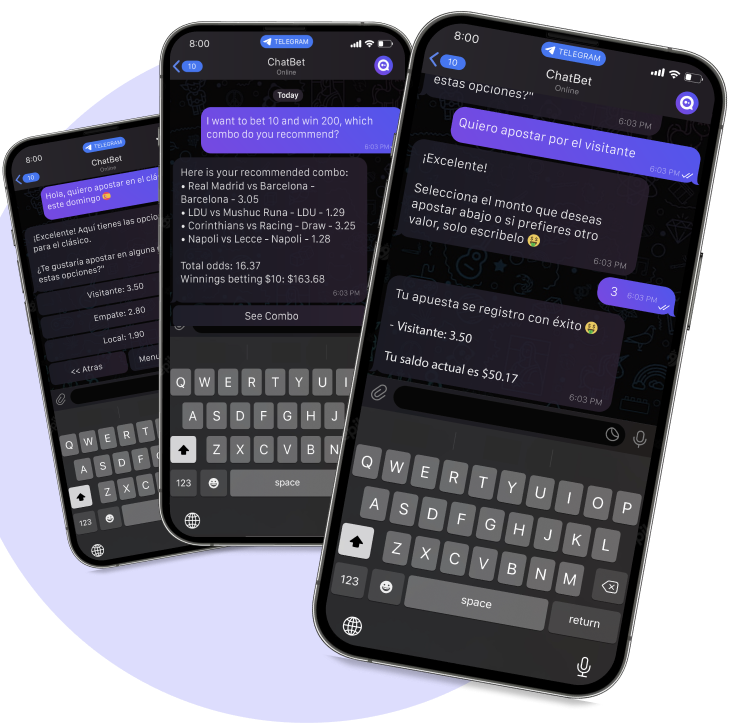 8:00
TELEGRAM
10
ChatBet
Online
Hola, quiero apostar en el clá
este domingo
¡Excelente! Aquí tienes las opcio
para el clásico.
¿Te gustaría apostar en alguna
estas opciones?"
Visitante: 3.50
Empate: 2.80
Local: 1.90
<< Atras
Menu
Q W E R T
A S D F
Z X C
123
8:00
TELEGRAM
10
ChatBet
Online
Today
I want to bet 10 and win 200, which
combo do you recommend?
6:03 PM
Here is your recommended combo:
• Real Madrid vs Barcelona -
Barcelona - 3.05
• LDU vs Mushuc Runa - LDU - 1.29
• Corinthians vs Racing - Draw - 3.25
• Napoli vs Lecce - Napoli - 1.28
Total odds: 16.37
Winnings betting $10: $163.68
6:03 PM
See Combo
Q W E R T Y U I
A S D F G H J
Z X C V B N
123
space
8:00
TELEGRAM
10
ChatBet
Online
estas opciones?"
6:03 PM
Quiero apostar por el visitante
6:03 PM
¡Excelente!
Selecciona el monto que deseas
apostar abajo o si prefieres otro
valor, solo escribelo 🤑
6:03 PM
3 6:03 PM
Tu apuesta se registro con éxito 🤑
- Visitante: 3.50
Tu saldo actual es $50.17
6:03 PM
Q W E R T Y U I O P
A S D F G H J K L
Z X C V B N M
123
space
return